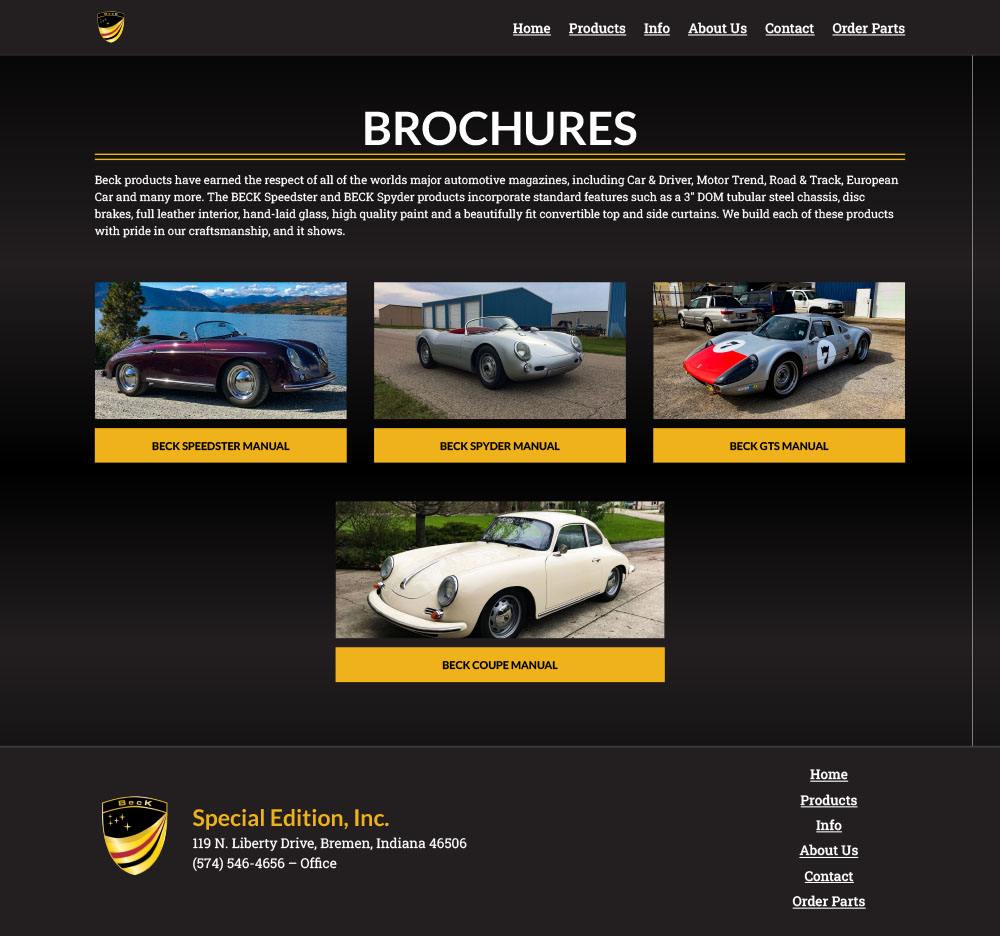 Home Products Info About Us Contact Order Parts
BROCHURES
Beck products have earned the respect of all of the worlds major automotive magazines, including Car & Driver, Motor Trend, Road & Track, European
Car and many more. The BECK Speedster and BECK Spyder products incorporate standard features such as a 3" DOM tubular steel chassis, disc
brakes, full leather interior, hand-laid glass, high quality paint and a beautifully fit convertible top and side curtains. We build each of these products
with pride in our craftsmanship, and it shows.
7
7
BECK SPEEDSTER MANUAL
BECK SPYDER MANUAL
BECK GTS MANUAL
BECK COUPE MANUAL
BecK
Special Edition, Inc.
119 N. Liberty Drive, Bremen, Indiana 46506
(574) 546-4656 – Office
Home
Products
Info
About Us
Contact
Order Parts